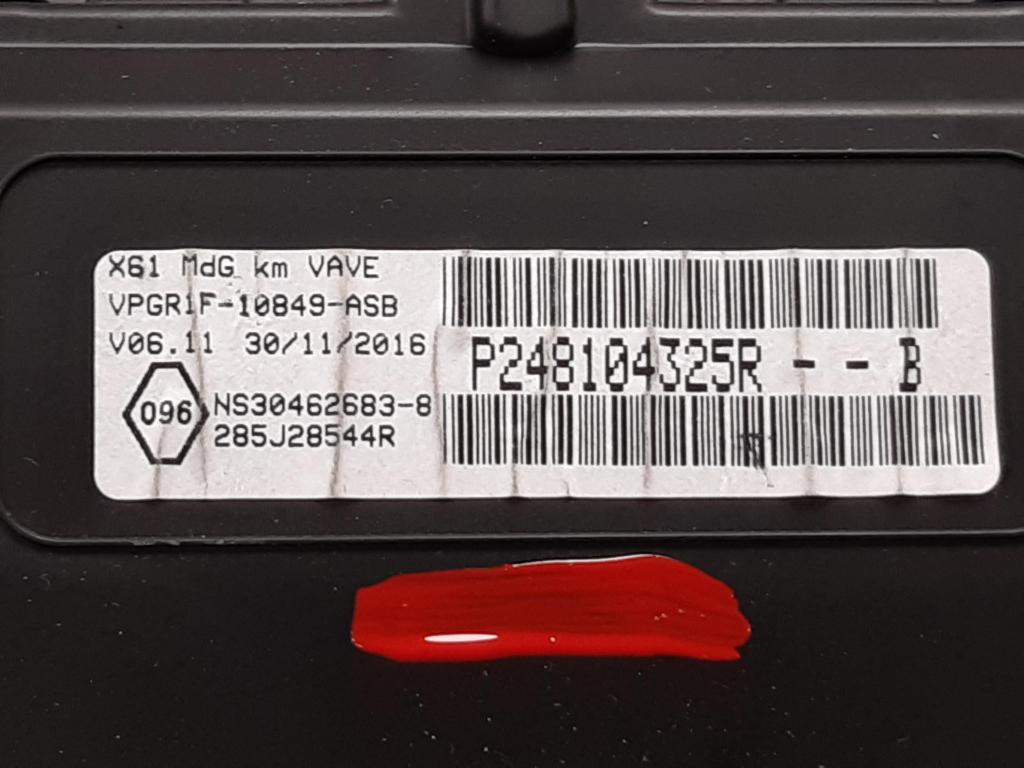 X61 MdG km VAVE
VPGR1F-10849-ASB
V06.11 30/11/2016
096
NS30462683-8
285J28544R
P248104325R - - B